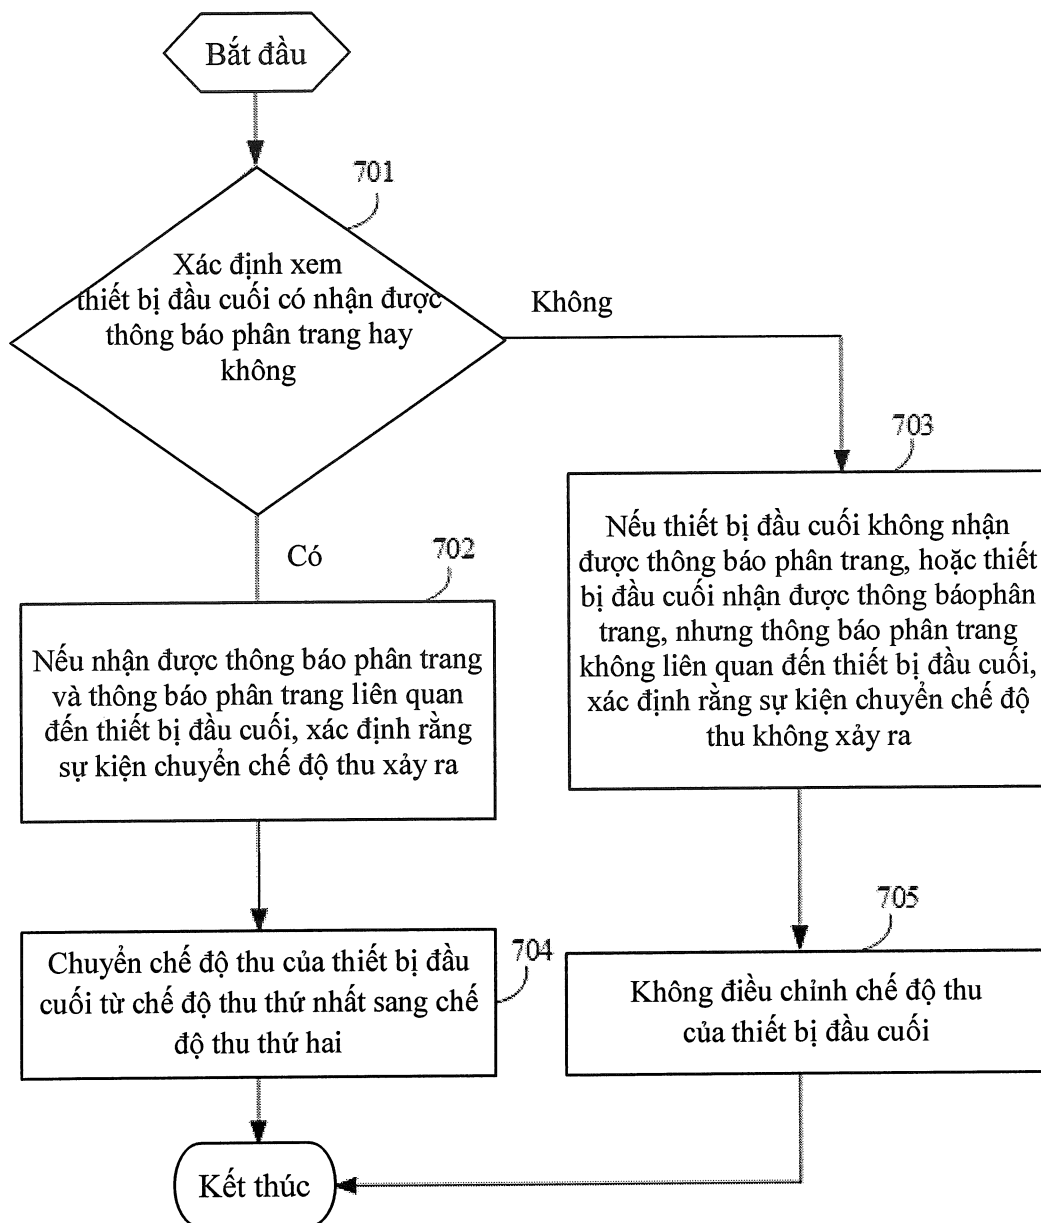 Bắt đầu
701
Xác định xem
thiết bị đầu cuối có nhận được
thông báo phân trang hay
không
Không
Có
702
Nếu nhận được thông báo phân trang
và thông báo phân trang liên quan
đến thiết bị đầu cuối, xác định rằng
sự kiện chuyển chế độ thu xảy ra
703
Nếu thiết bị đầu cuối không nhận
được thông báo phân trang, hoặc thiết
bị đầu cuối nhận được thông báophân
trang, nhưng thông báo phân trang
không liên quan đến thiết bị đầu cuối,
xác định rằng sự kiện chuyển chế độ
thu không xảy ra
704
Chuyển chế độ thu của thiết bị đầu
cuối từ chế độ thu thứ nhất sang chế
độ thu thứ hai
705
Không điều chỉnh chế độ thu
của thiết bị đầu cuối
Kết thúc